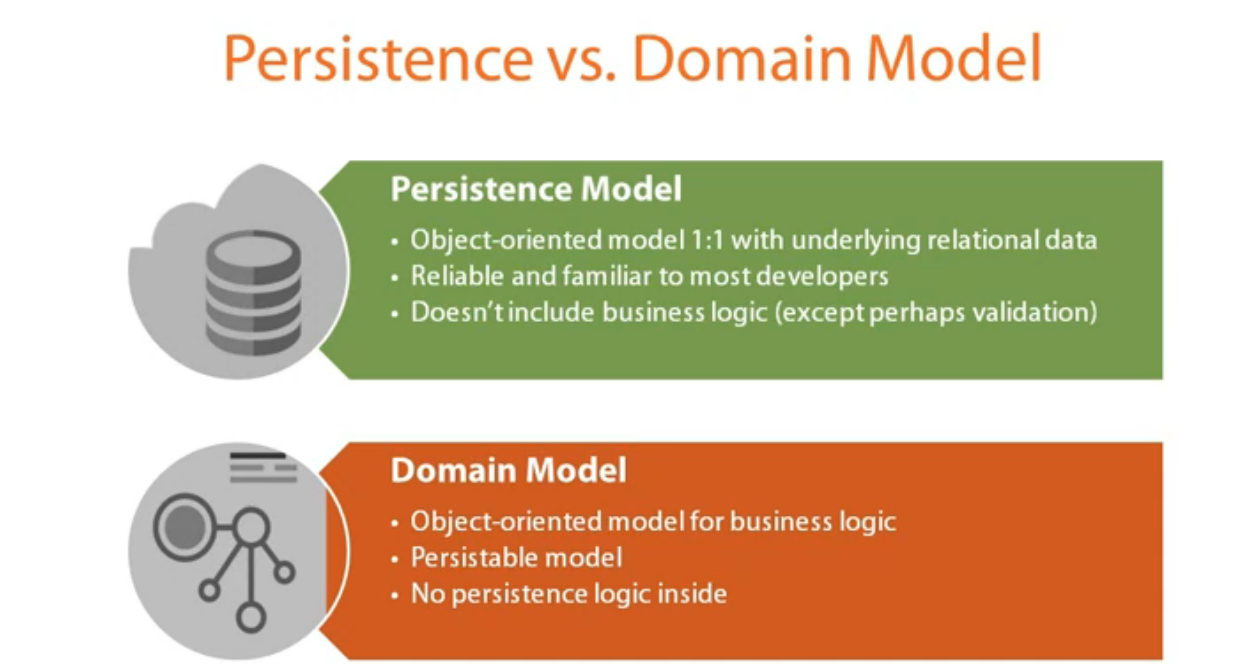 Persistence vs. Domain Model
Persistence Model
• Object-oriented model 1:1 with underlying relational data
• Reliable and familiar to most developers
• Doesn’t include business logic (except perhaps validation)
Domain Model
• Object-oriented model for business logic
• Persistable model
• No persistence logic inside